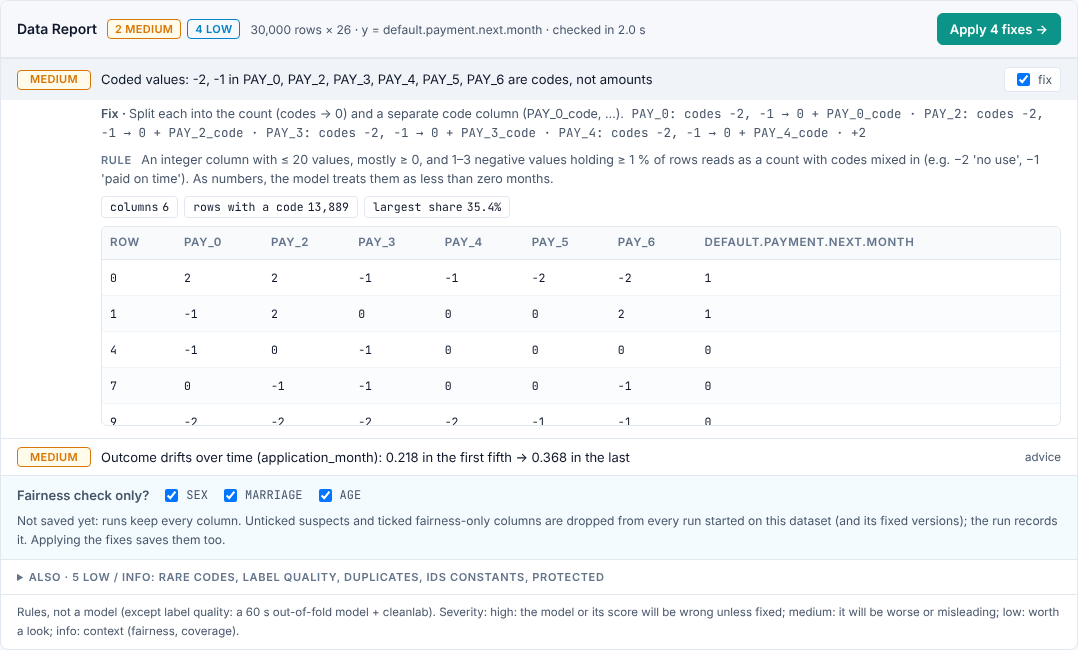 Data Report 2 MEDIUM 4 LOW 30,000 rows × 26 · y = default.payment.next.month · checked in 2.0 s Apply 4 fixes →
MEDIUM Coded values: -2, -1 in PAY_0, PAY_2, PAY_3, PAY_4, PAY_5, PAY_6 are codes, not amounts fix
Fix · Split each into the count (codes → 0) and a separate code column (PAY_0_code, …). PAY_0: codes -2, -1 → 0 + PAY_0_code · PAY_2: codes -2,
-1 → 0 + PAY_2_code · PAY_3: codes -2, -1 → 0 + PAY_3_code · PAY_4: codes -2, -1 → 0 + PAY_4_code · +2
RULE An integer column with ≤ 20 values, mostly ≥ 0, and 1–3 negative values holding ≥ 1 % of rows reads as a count with codes mixed in (e.g. −2 'no use', −1
'paid on time'). As numbers, the model treats them as less than zero months.
columns 6 rows with a code 13,889 largest share 35.4%
ROW PAY_0 PAY_2 PAY_3 PAY_4 PAY_5 PAY_6 DEFAULT.PAYMENT.NEXT.MONTH
0 2 2 -1 -1 -2 -2 1
1 -1 2 0 0 0 2 1
4 -1 0 -1 0 0 0 0
7 0 -1 -1 0 0 -1 0
9 -2 -2 -2 -2 -1 -1 0
MEDIUM Outcome drifts over time (application_month): 0.218 in the first fifth → 0.368 in the last advice
Fairness check only? SEX MARRIAGE AGE
Not saved yet: runs keep every column. Unticked suspects and ticked fairness-only columns are dropped from every run started on this dataset (and its fixed versions); the run records
it. Applying the fixes saves them too.
ALSO · 5 LOW / INFO: RARE CODES, LABEL QUALITY, DUPLICATES, IDS CONSTANTS, PROTECTED
Rules, not a model (except label quality: a 60 s out-of-fold model + cleanlab). Severity: high: the model or its score will be wrong unless fixed; medium: it will be worse or misleading; low: worth
a look; info: context (fairness, coverage).